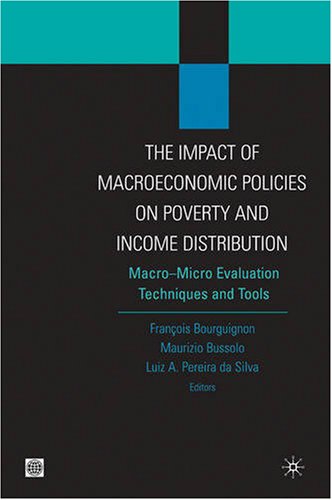 THE IMPACT OF
MACROECONOMIC POLICIES
ON POVERTY AND
INCOME DISTRIBUTION
Macro–Micro Evaluation
Techniques and Tools
François Bourguignon
Maurizio Bussolo
Luiz A. Pereira da Silva
Editors